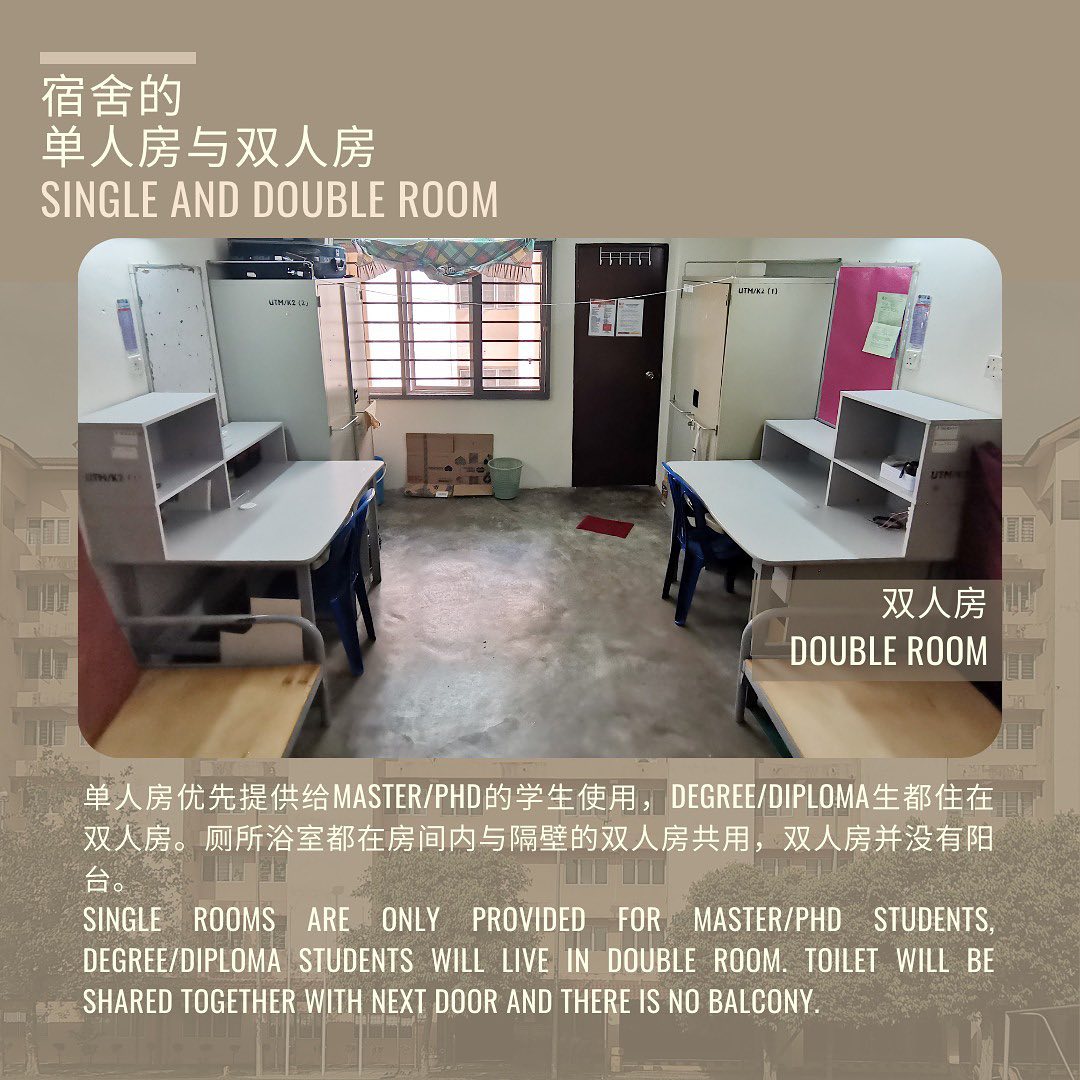 宿舍的
单人房与双人房
SINGLE AND DOUBLE ROOM
UTM/K2 (2)
UTM/K2 (1)
UTM/K2
双人房
DOUBLE ROOM
单人房优先提供给MASTER/PHD的学生使用，DEGREE/DIPLOMA生都住在
双人房。厕所浴室都在房间内与隔壁的双人房共用，双人房并没有阳
台。
SINGLE ROOMS ARE ONLY PROVIDED FOR MASTER/PHD STUDENTS,
DEGREE/DIPLOMA STUDENTS WILL LIVE IN DOUBLE ROOM. TOILET WILL BE
SHARED TOGETHER WITH NEXT DOOR AND THERE IS NO BALCONY.